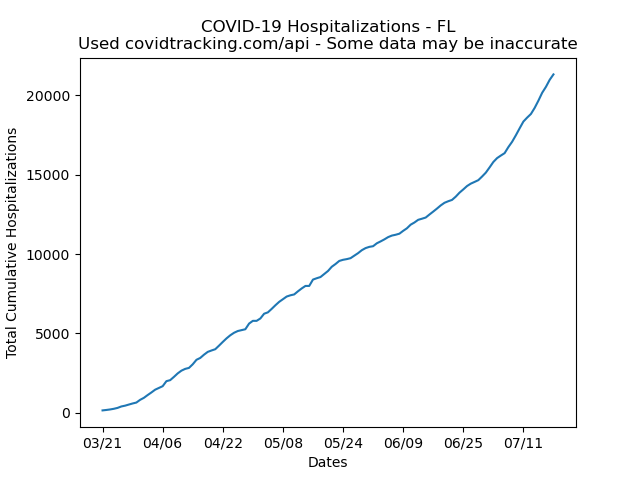 COVID-19 Hospitalizations - FL
Used covidtracking.com/api - Some data may be inaccurate
Total Cumulative Hospitalizations
20000
15000
10000
5000
0
03/21 04/06 04/22 05/08 05/24 06/09 06/25 07/11
Dates